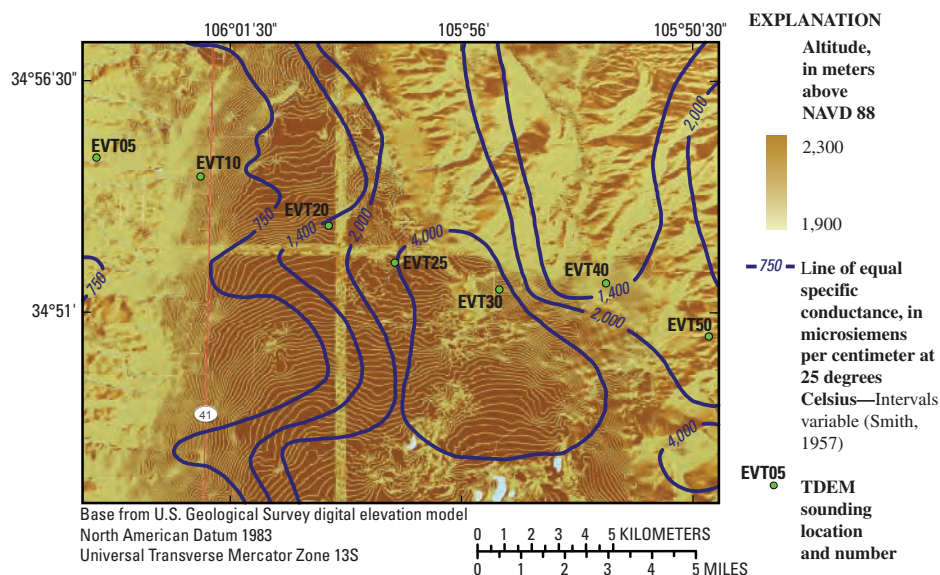 106°01'30"
105°56'
105°50'30"
34°56'30"
34°51'
EVT05
EVT10
EVT20
EVT25
EVT30
EVT40
EVT50
750
1,400
2,000
4,000
2,000
1,400
2,000
4,000
750
41
EXPLANATION
Altitude,
in meters
above
NAVD 88
2,300
1,900
750
Line of equal
specific
conductance, in
microsiemens
per centimeter at
25 degrees
Celsius—Intervals
variable (Smith,
1957)
EVT05
TDEM
sounding
location
and number
Base from U.S. Geological Survey digital elevation model
North American Datum 1983
Universal Transverse Mercator Zone 13S
0 1 2 3 4 5 KILOMETERS
0 1 2 3 4 5 MILES